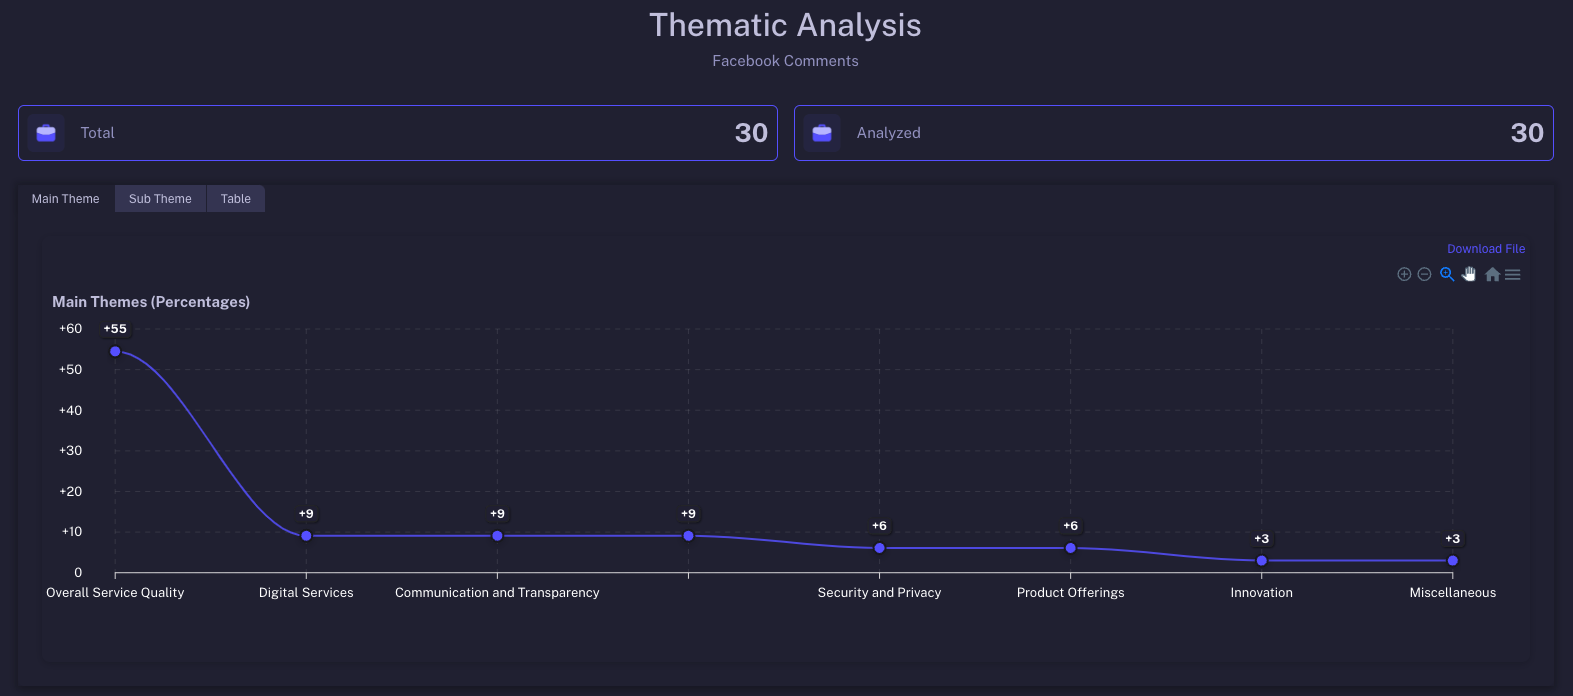 Thematic Analysis
Facebook Comments
Total 30
Analyzed 30
Main Theme Sub Theme Table
Download File
Main Themes (Percentages)
+60
+50
+40
+30
+20
+10
0
+55
+9
+9
+9
+6
+6
+3
+3
Overall Service Quality
Digital Services
Communication and Transparency
Security and Privacy
Product Offerings
Innovation
Miscellaneous